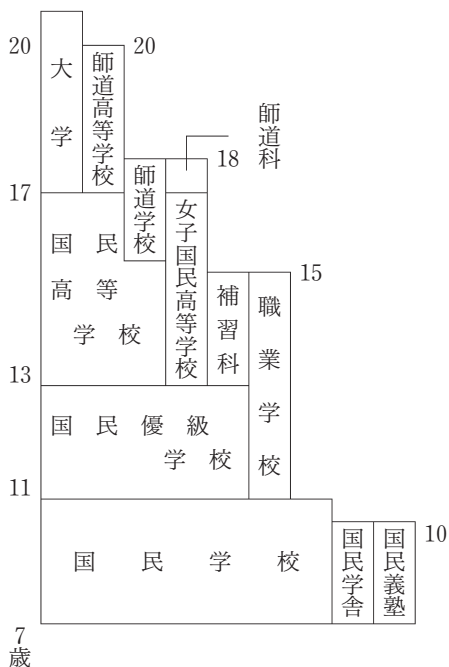 20
大学
師道高等学校
20
師道科
18
師道学校
17
国民
高等
学校
女子国民高等学校
補習科
15
職業学校
13
国民優級
学校
11
国民学校
国民学舎
国民義塾
10
7
歳